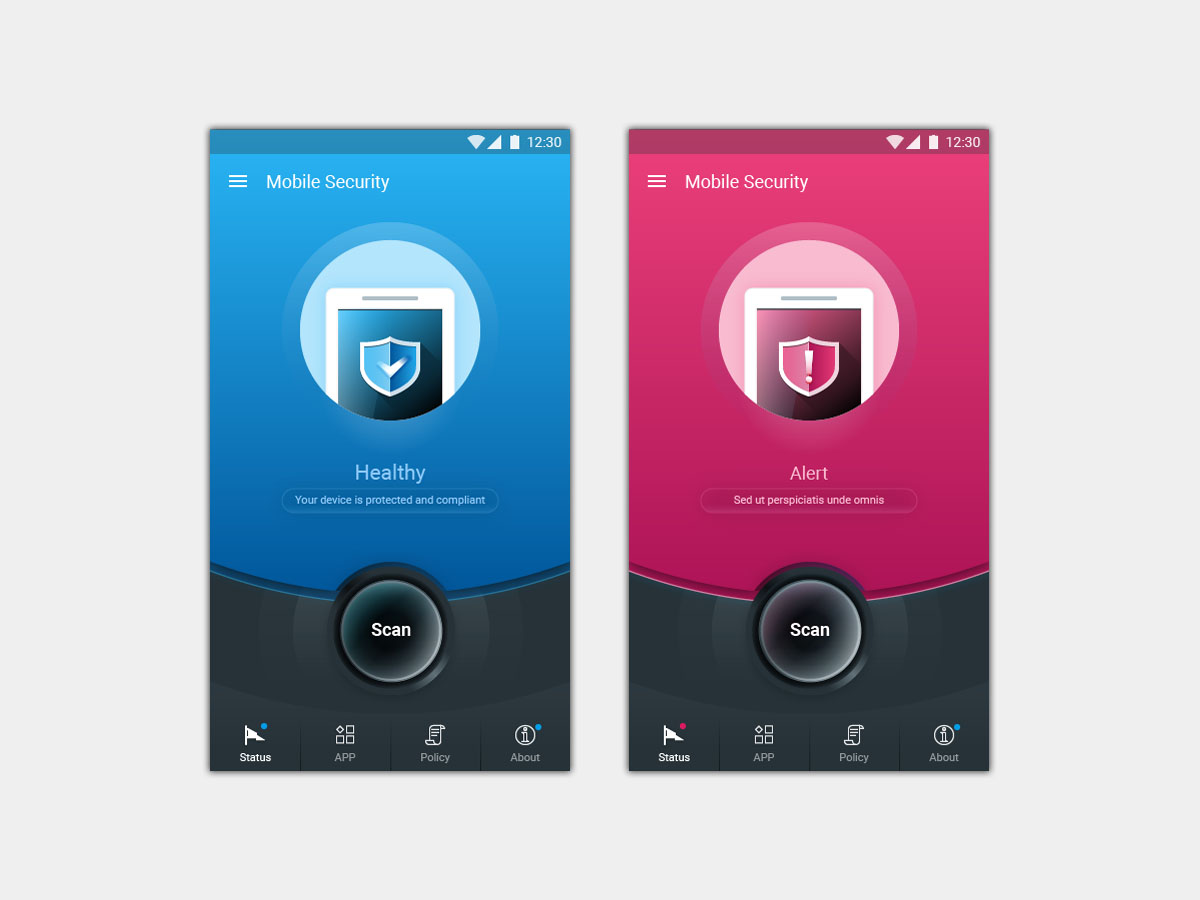 12:30
Mobile Security
Healthy
Your device is protected and compliant
Scan
Status
APP
Policy
About
12:30
Mobile Security
Alert
Sed ut perspiciatis unde omnis
Scan
Status
APP
Policy
About